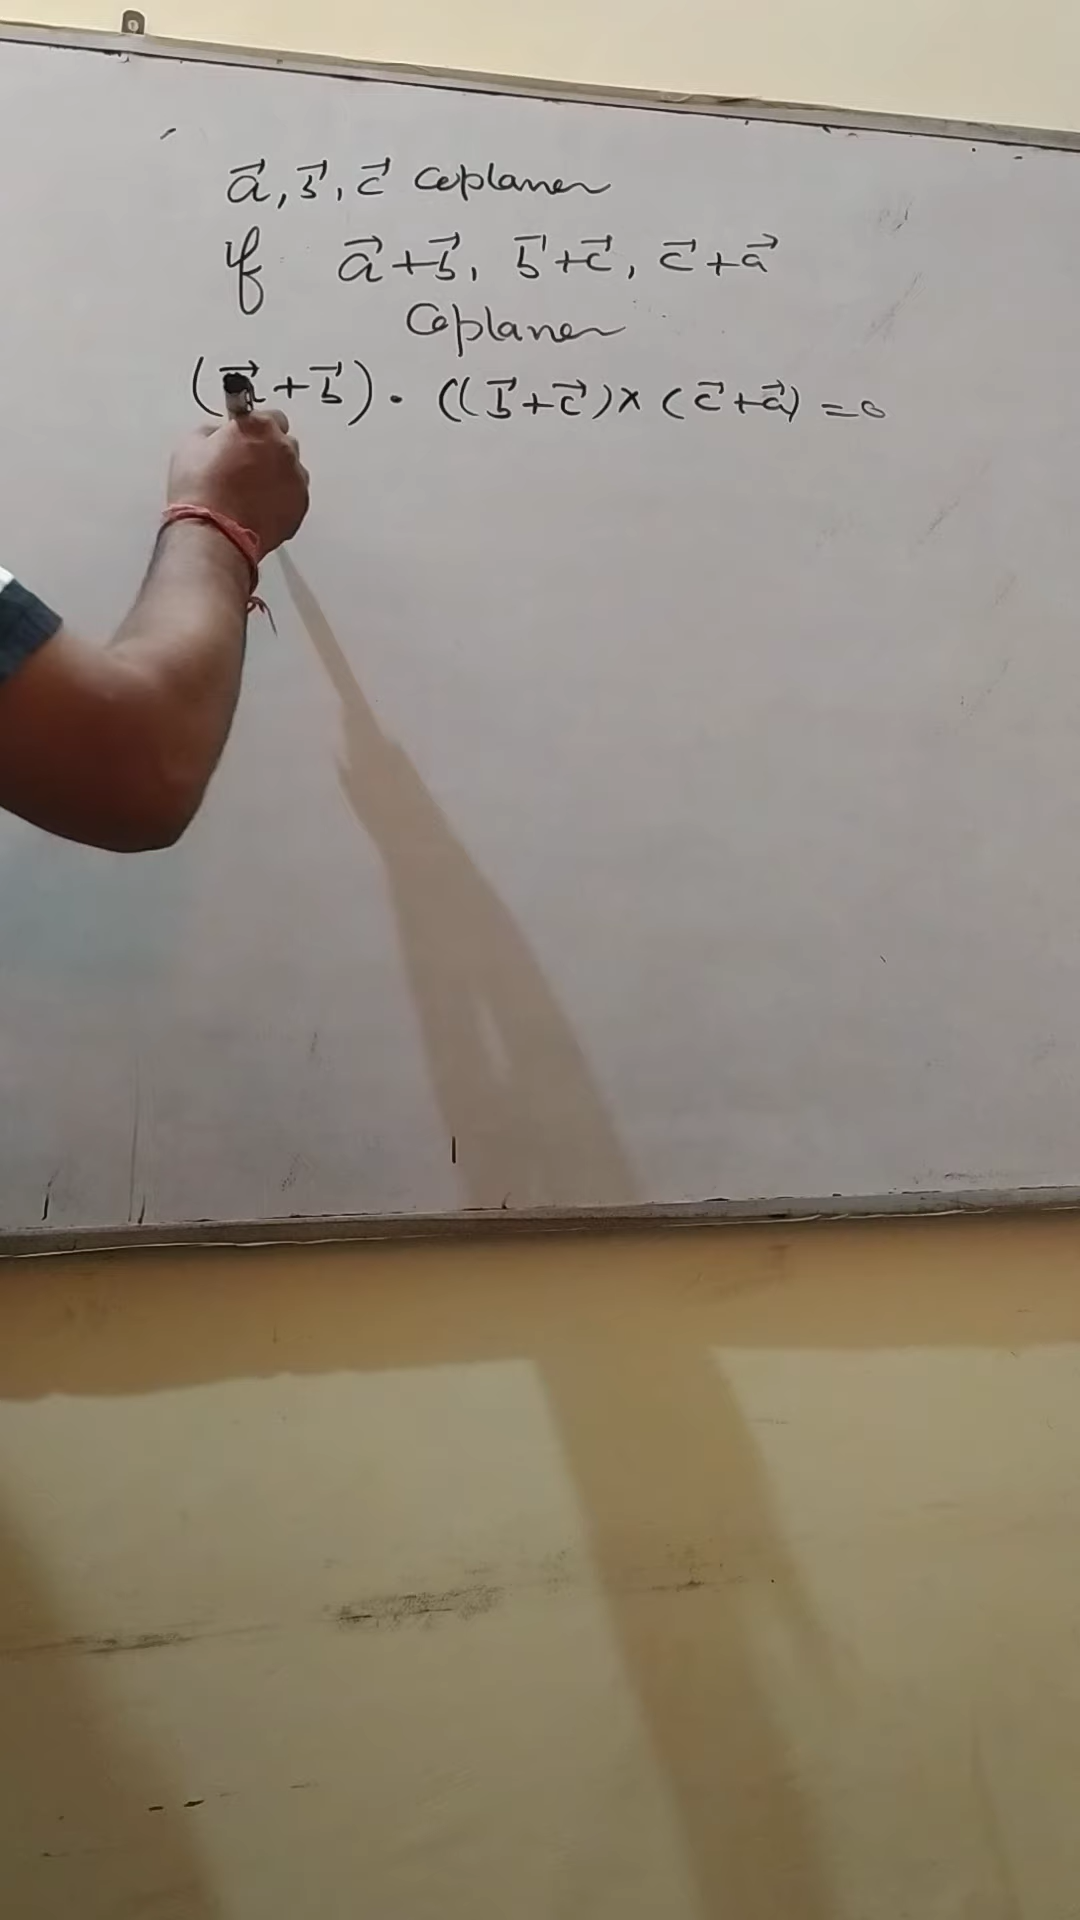 a⃗, b⃗, c⃗ Coplaner
If a⃗+b⃗, b⃗+c⃗, c⃗+a⃗
Coplaner
(a⃗+b⃗) . ((b⃗+c⃗)×(c⃗+a⃗) = 0